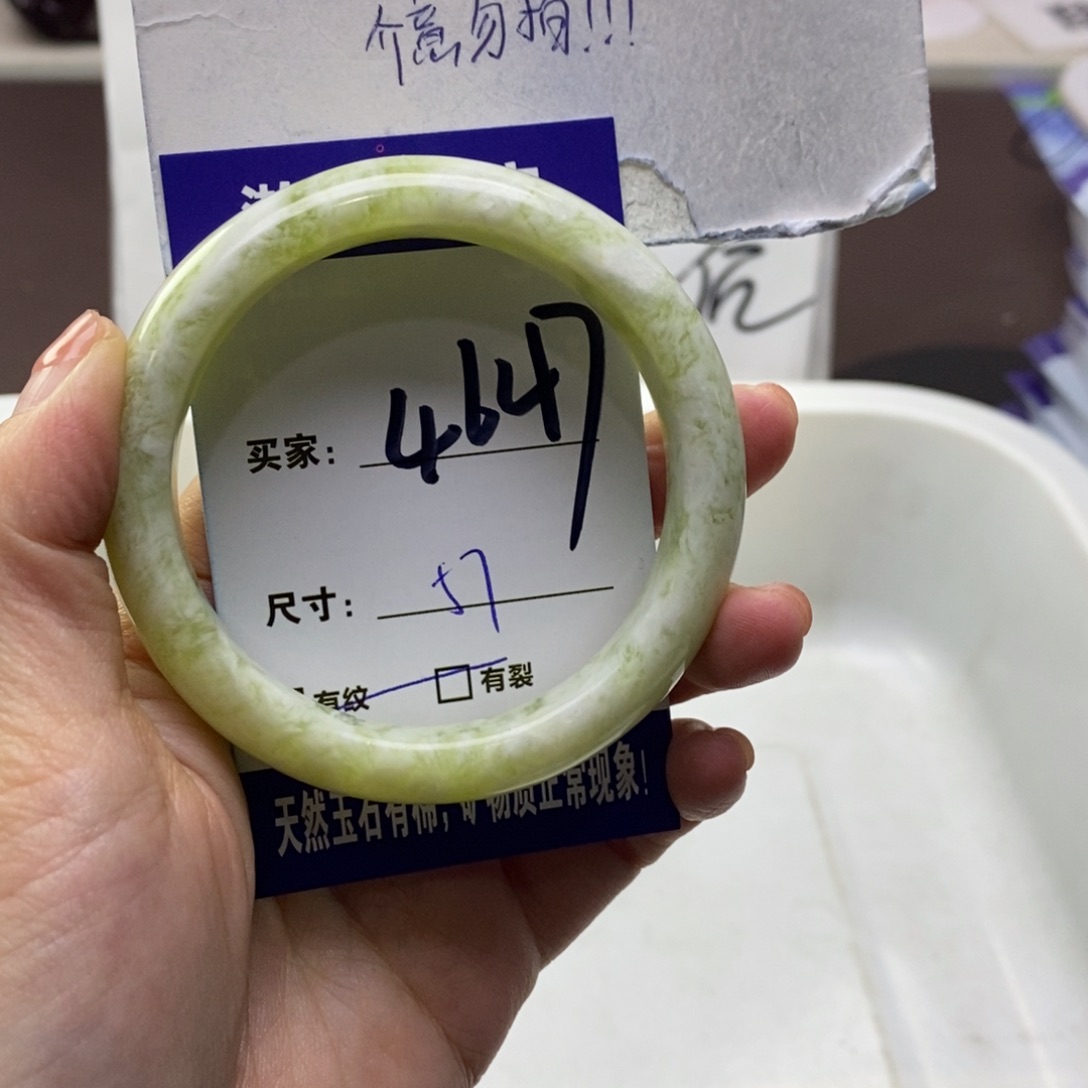 介意勿拍!!!
买家： 4647
尺寸： 57
有纹 有裂
天然玉石有棉，矿物质正常现象！